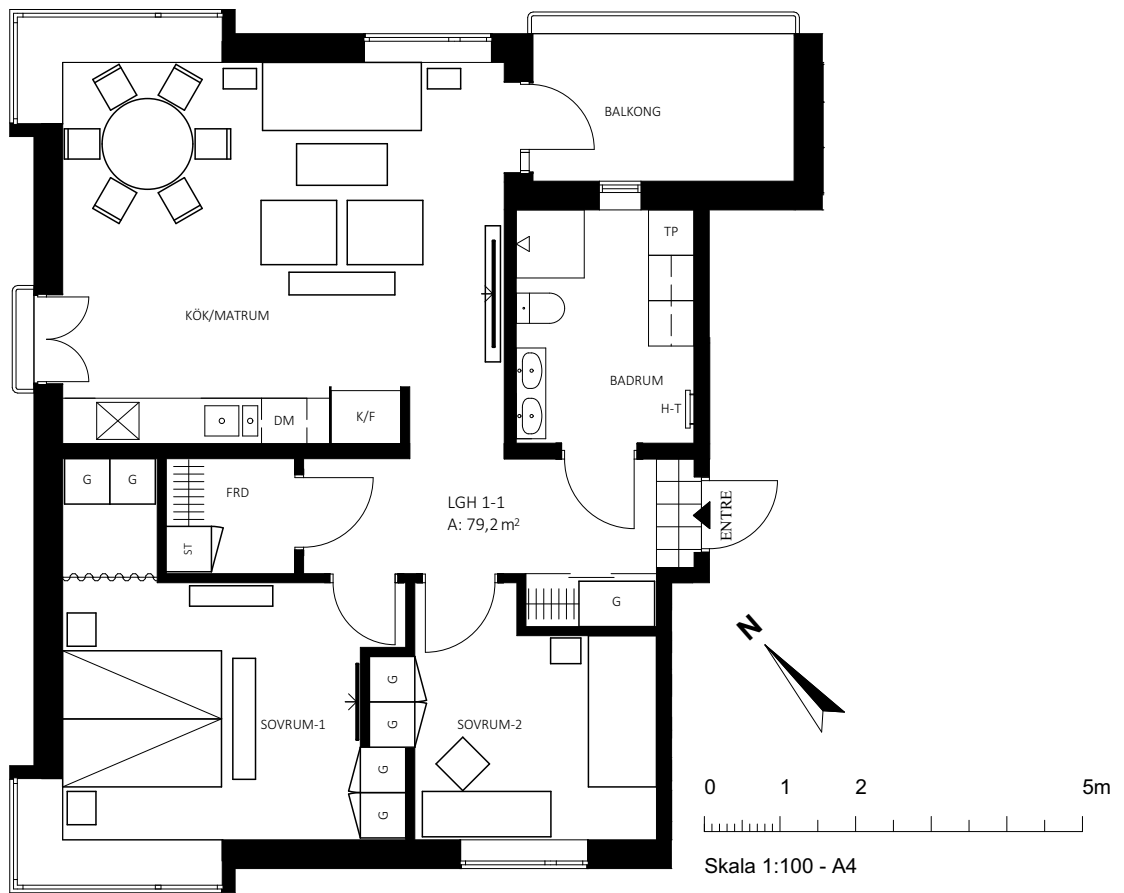 BALKONG
TP
KÖK/MATRUM
BADRUM
H-T
DM
K/F
G
G
FRD
ST
LGH 1-1
A: 79,2 m²
ENTRE
G
N
G
G
SOVRUM-1
SOVRUM-2
G
G
0 1 2 5m
Skala 1:100 - A4